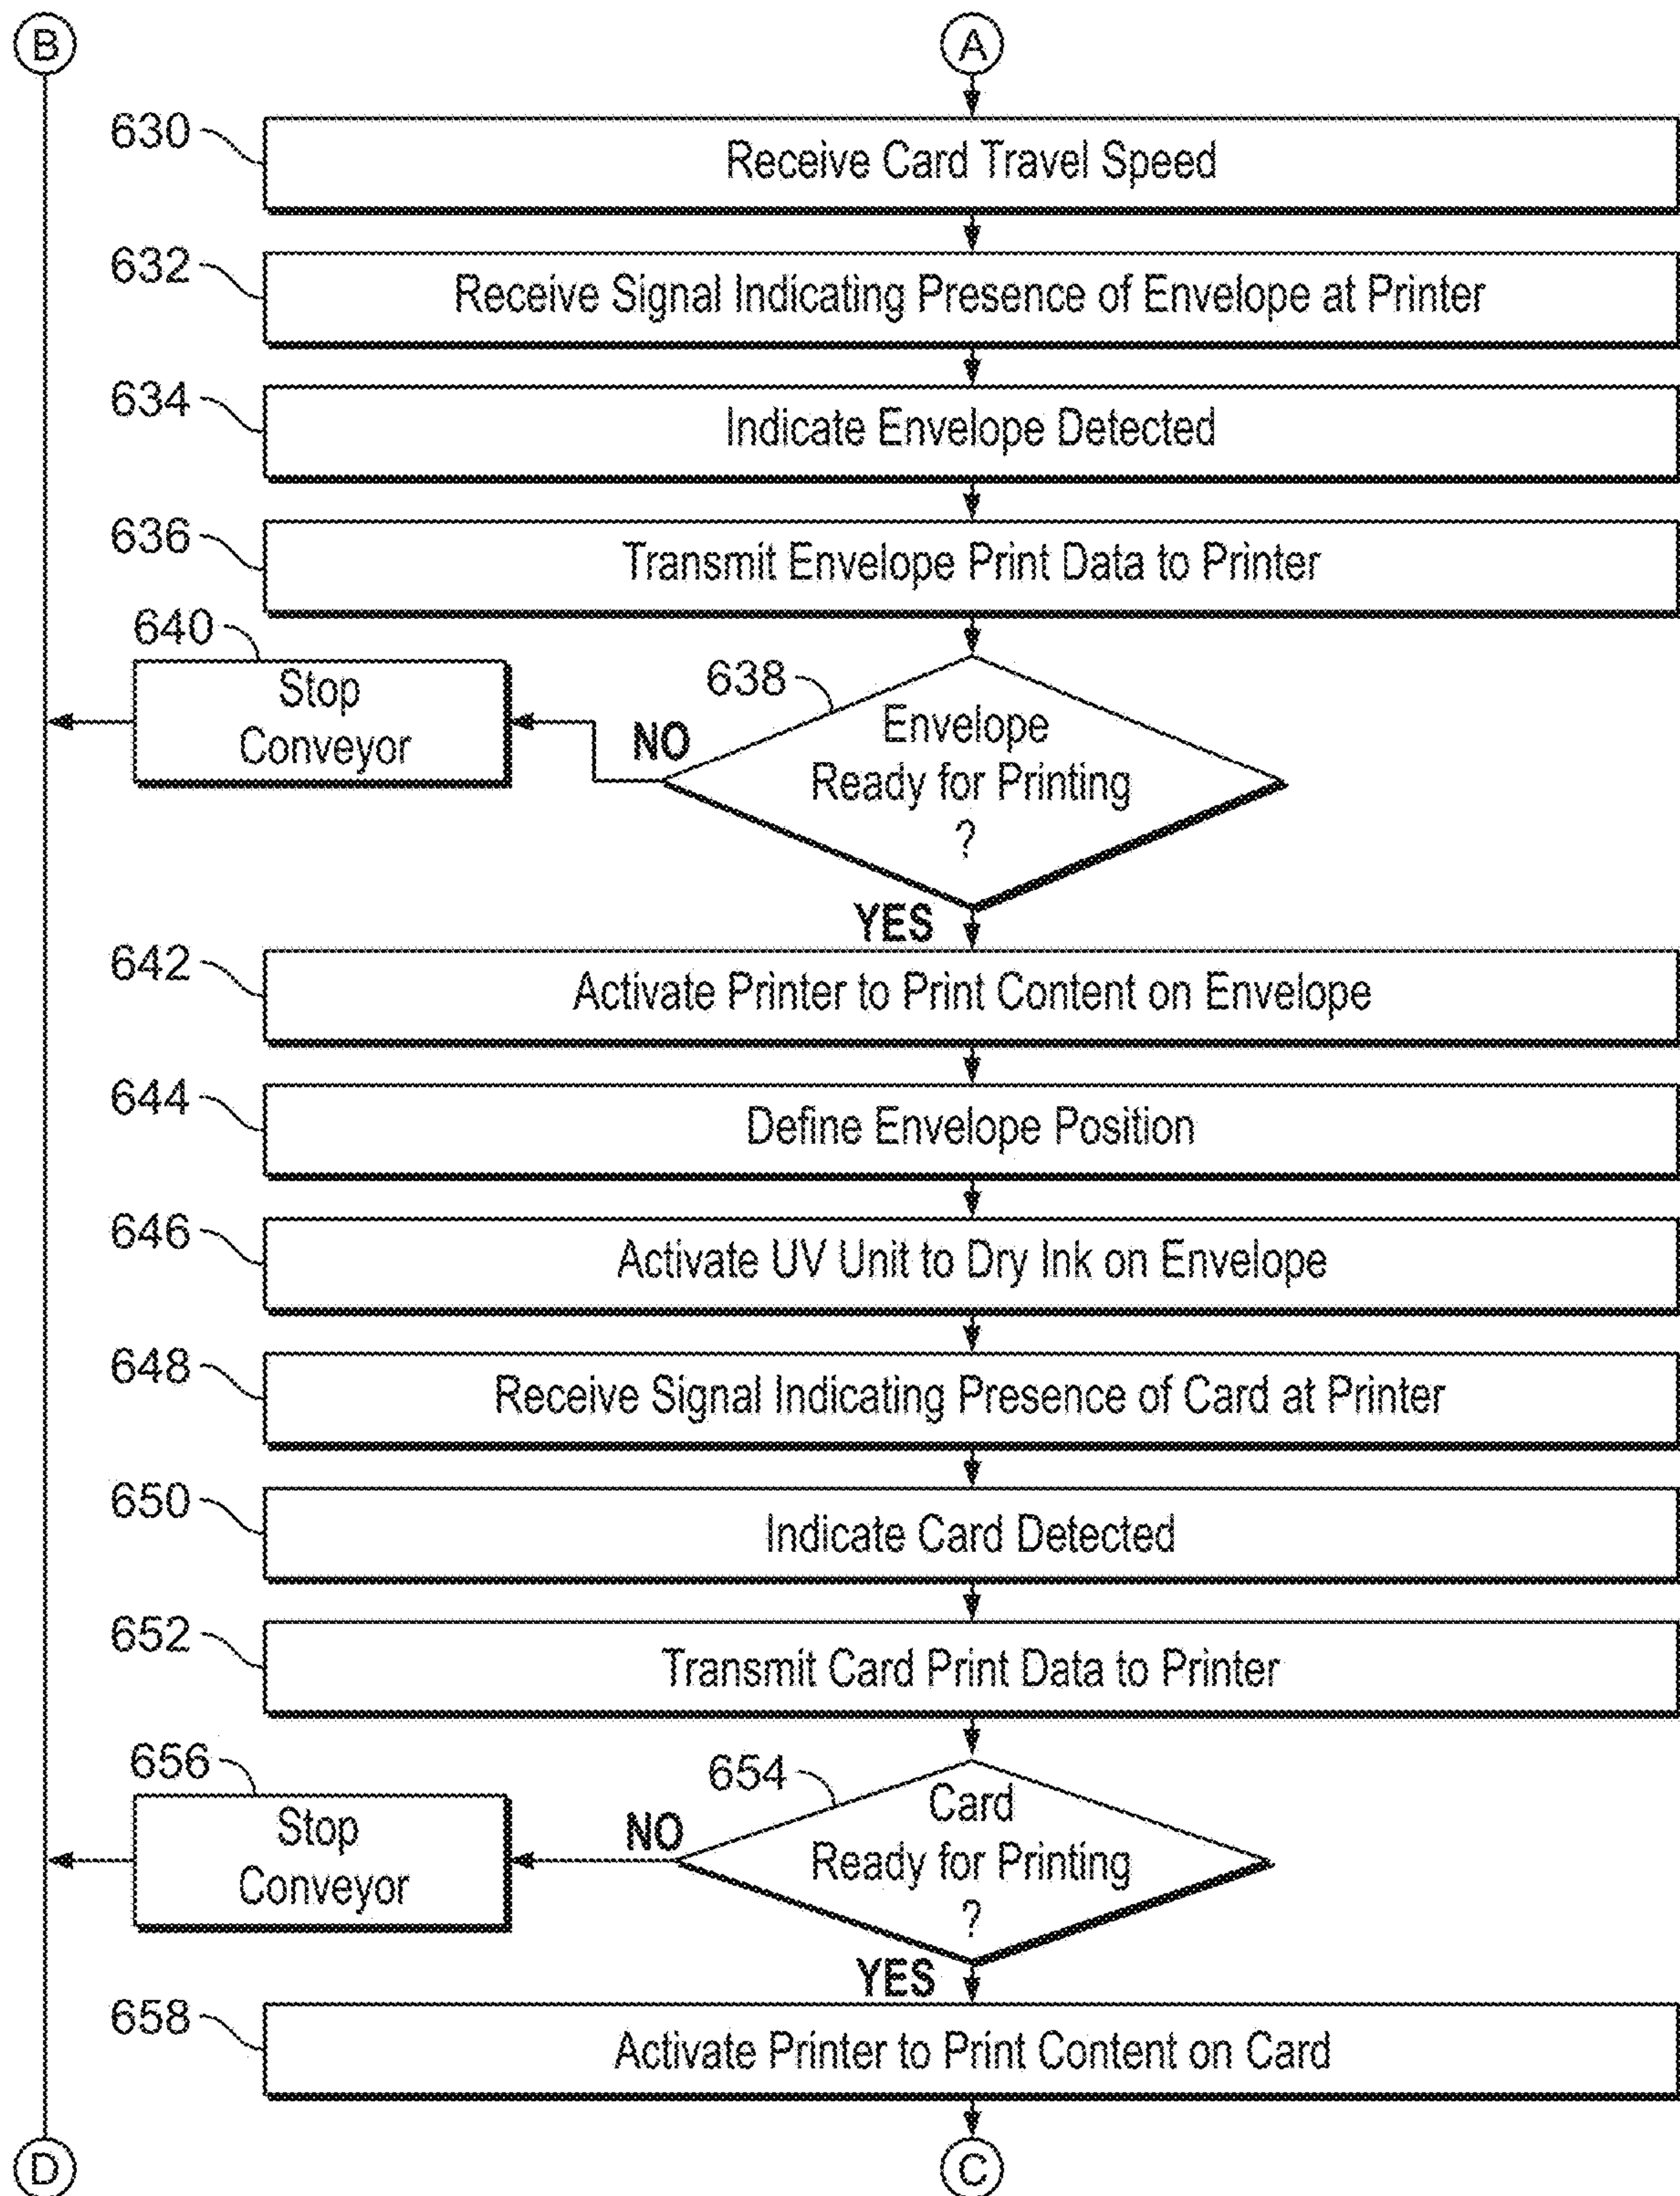 B
A
630
Receive Card Travel Speed
632
Receive Signal Indicating Presence of Envelope at Printer
634
Indicate Envelope Detected
636
Transmit Envelope Print Data to Printer
640
Stop
Conveyor
638
Envelope
Ready for Printing
?
NO
YES
642
Activate Printer to Print Content on Envelope
644
Define Envelope Position
646
Activate UV Unit to Dry Ink on Envelope
648
Receive Signal Indicating Presence of Card at Printer
650
Indicate Card Detected
652
Transmit Card Print Data to Printer
656
Stop
Conveyor
654
Card
Ready for Printing
?
NO
YES
658
Activate Printer to Print Content on Card
D
C